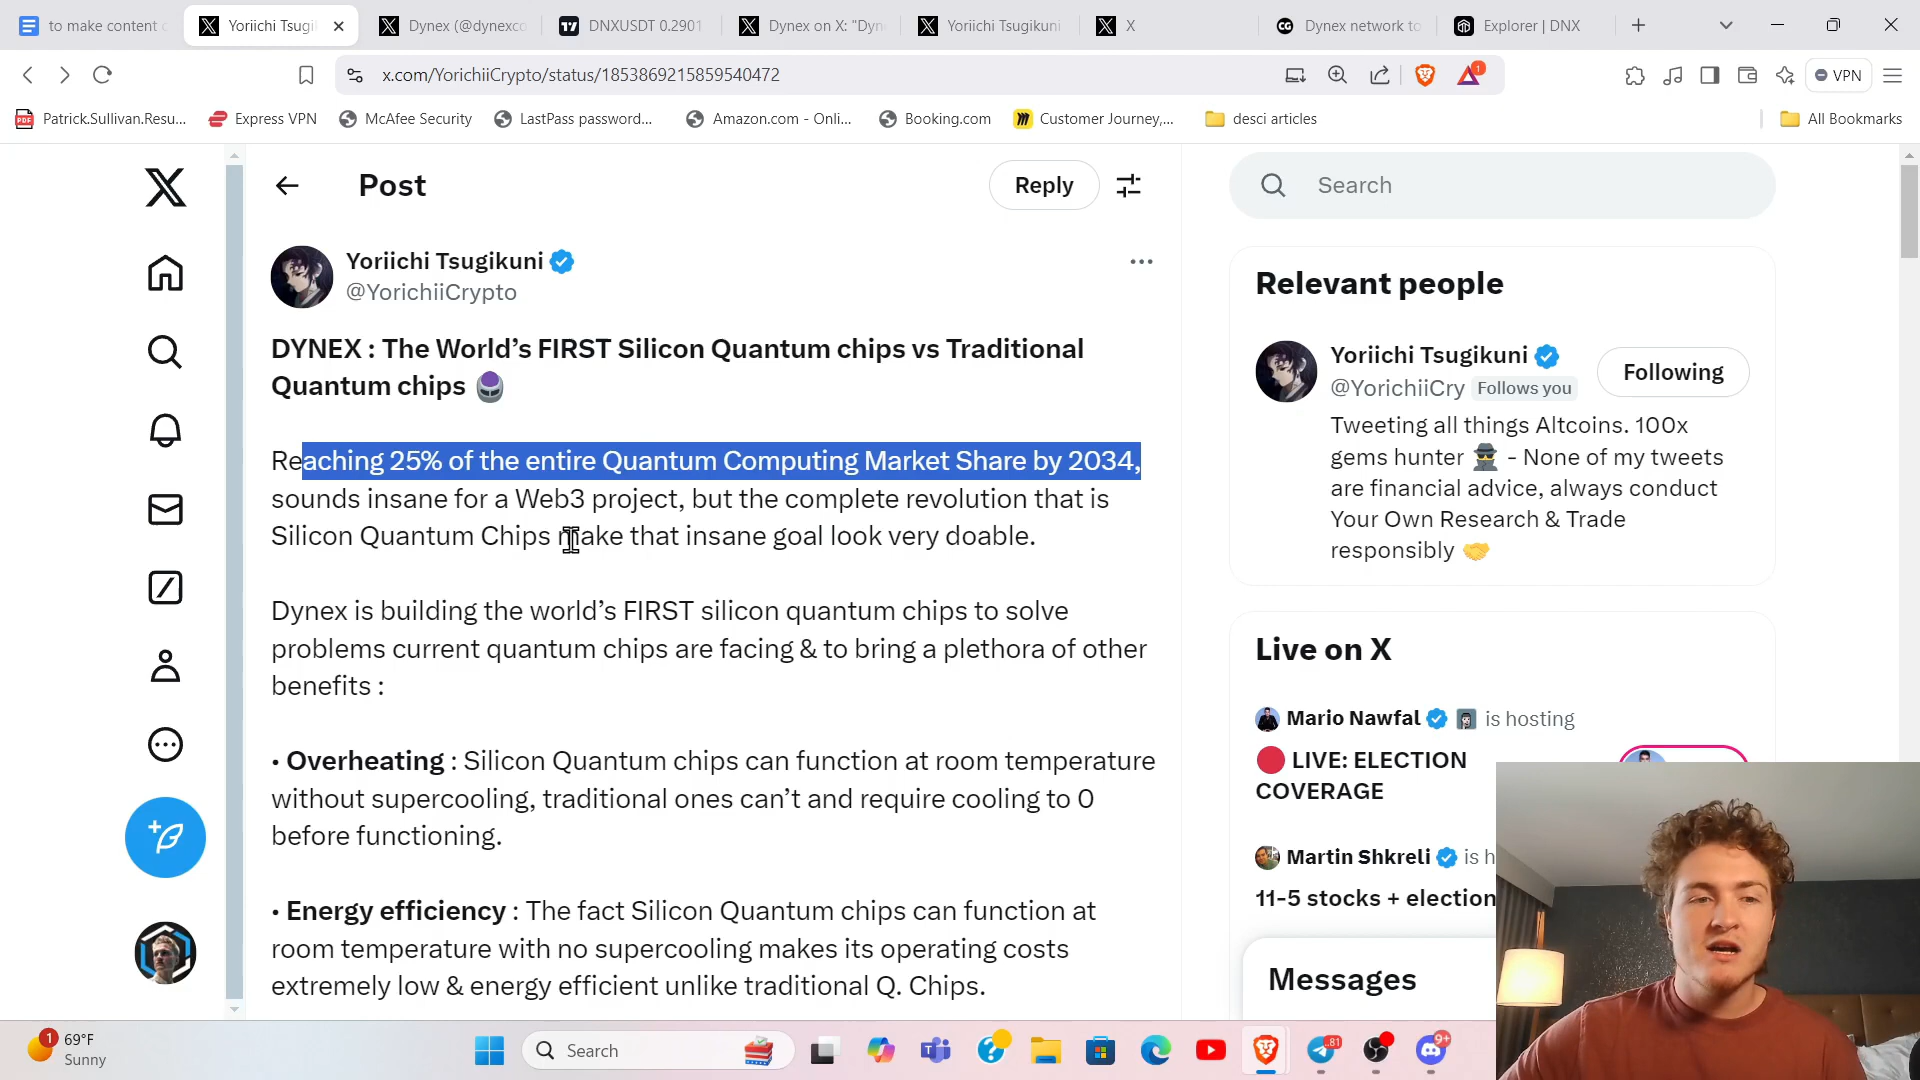 to make content c
Yoriichi Tsugi
Dynex (@dynexco
DNXUSDT 0.2901
Dynex on X: "Dyn
Yoriichi Tsugikuni
X
Dynex network to
Explorer | DNX
x.com/YorichiiCrypto/status/1853869215859540472
1
VPN
Patrick.Sullivan.Resu...
Express VPN
McAfee Security
LastPass password...
Amazon.com - Onli...
Booking.com
Customer Journey,...
desci articles
All Bookmarks
Post
Reply
Search
Yoriichi Tsugikuni
@YorichiiCrypto
DYNEX : The World’s FIRST Silicon Quantum chips vs Traditional
Quantum chips
Reaching 25% of the entire Quantum Computing Market Share by 2034,
sounds insane for a Web3 project, but the complete revolution that is
Silicon Quantum Chips make that insane goal look very doable.
Dynex is building the world’s FIRST silicon quantum chips to solve
problems current quantum chips are facing & to bring a plethora of other
benefits :
• Overheating : Silicon Quantum chips can function at room temperature
without supercooling, traditional ones can’t and require cooling to 0
before functioning.
• Energy efficiency : The fact Silicon Quantum chips can function at
room temperature with no supercooling makes its operating costs
extremely low & energy efficient unlike traditional Q. Chips.
Relevant people
Yoriichi Tsugikuni
@YorichiiCry Follows you
Following
Tweeting all things Altcoins. 100x
gems hunter - None of my tweets
are financial advice, always conduct
Your Own Research & Trade
responsibly
Live on X
Mario Nawfal is hosting
LIVE: ELECTION
COVERAGE
Martin Shkreli is h
11-5 stocks + election
Messages
1
69°F
Sunny
Search
81
9+